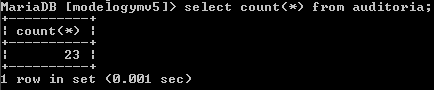 MariaDB [modelogymv5]> select count(*) from auditoria;
+----------+
| count(*) |
+----------+
|       23 |
+----------+
1 row in set (0.001 sec)